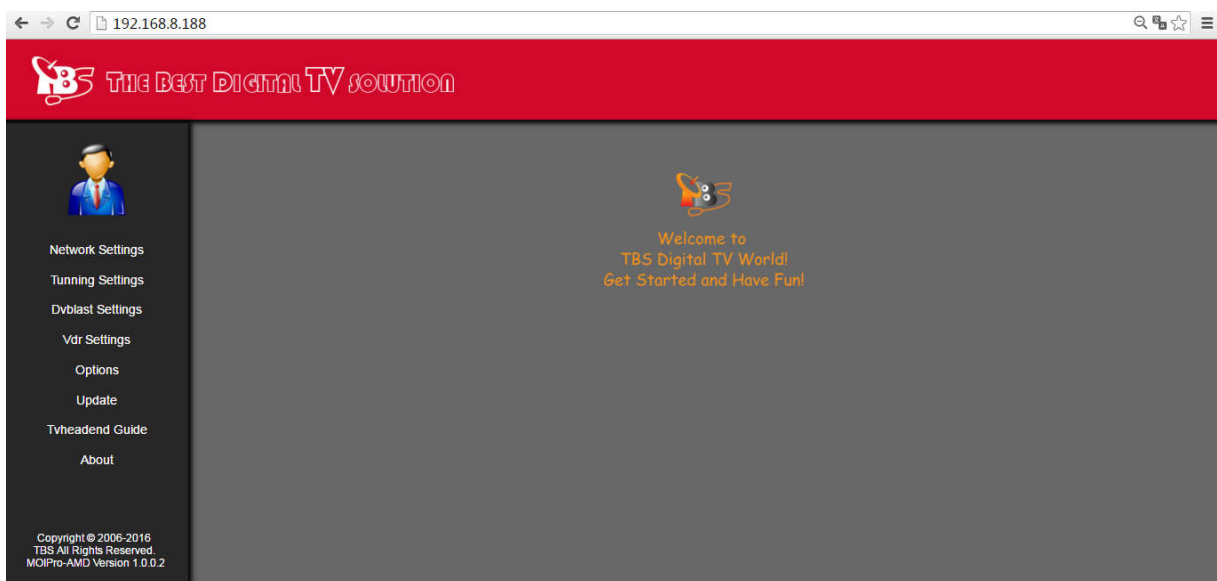 192.168.8.188
TBS The Best Digital TV solution
TBS
Welcome to
TBS Digital TV World!
Get Started and Have Fun!
Network Settings
Tunning Settings
Dvblast Settings
Vdr Settings
Options
Update
Tvheadend Guide
About
Copyright © 2006-2016
TBS All Rights Reserved.
MOIPro-AMD Version 1.0.0.2